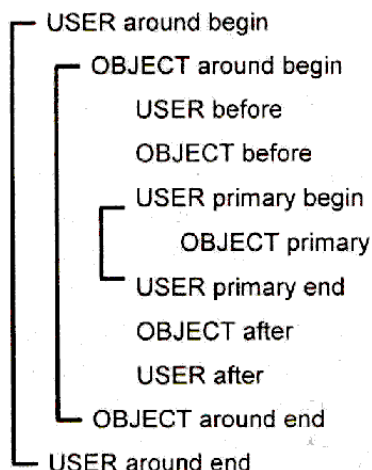 USER around begin
OBJECT around begin
USER before
OBJECT before
USER primary begin
OBJECT primary
USER primary end
OBJECT after
USER after
OBJECT around end
USER around end